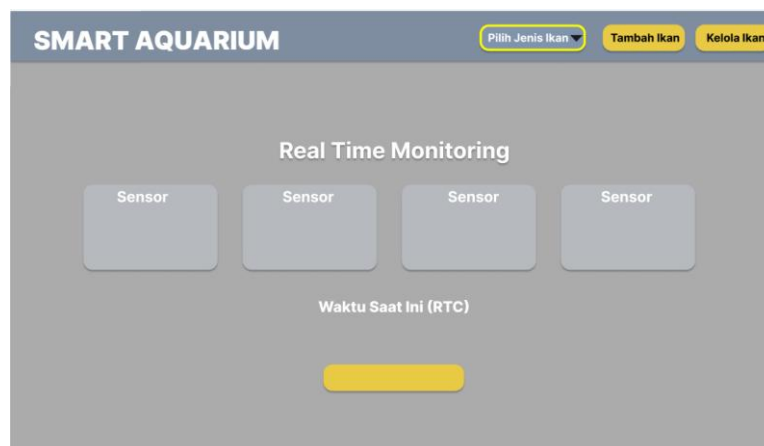 SMART AQUARIUM
Pilih Jenis Ikan
Tambah Ikan
Kelola Ikan
Real Time Monitoring
Sensor
Sensor
Sensor
Sensor
Waktu Saat Ini (RTC)